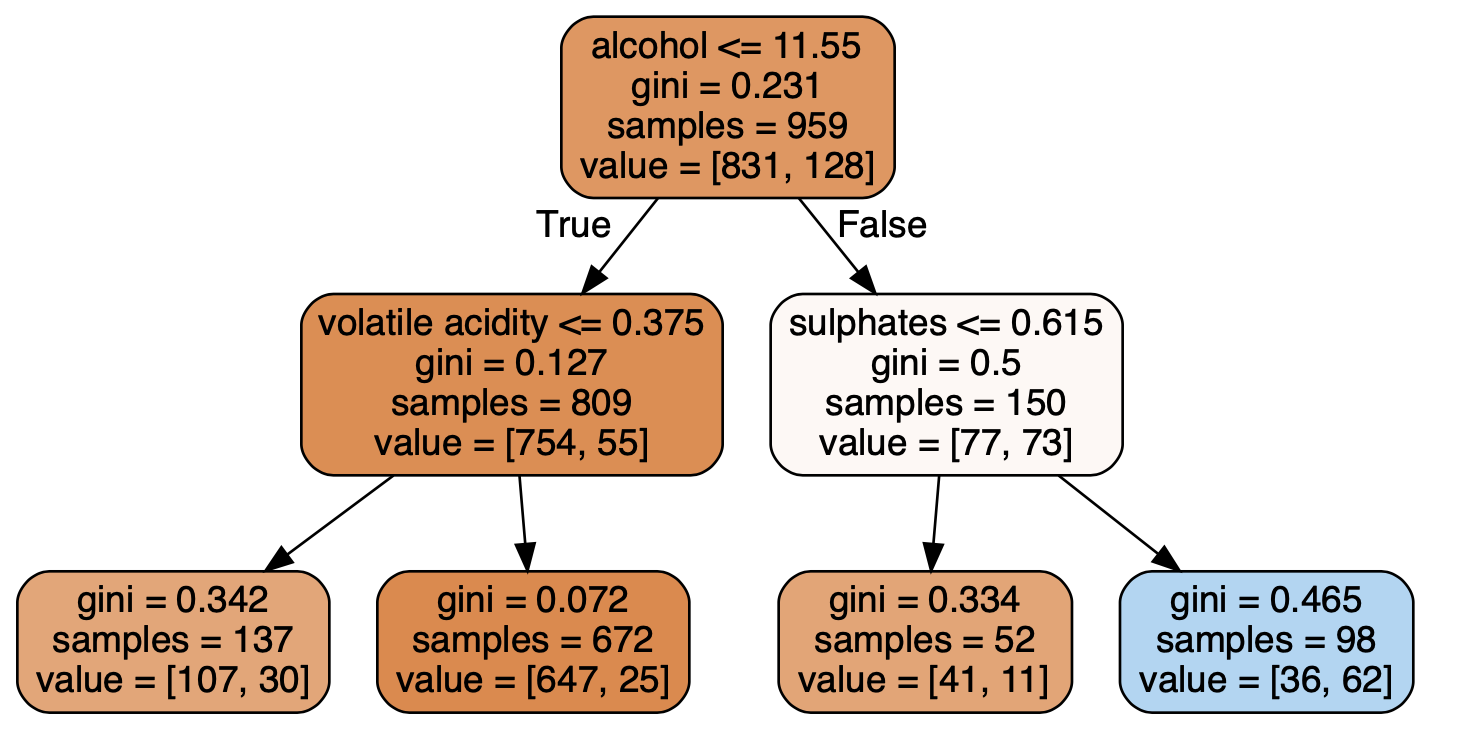 alcohol <= 11.55
gini = 0.231
samples = 959
value = [831, 128]
True
False
volatile acidity <= 0.375
gini = 0.127
samples = 809
value = [754, 55]
sulphates <= 0.615
gini = 0.5
samples = 150
value = [77, 73]
gini = 0.342
samples = 137
value = [107, 30]
gini = 0.072
samples = 672
value = [647, 25]
gini = 0.334
samples = 52
value = [41, 11]
gini = 0.465
samples = 98
value = [36, 62]